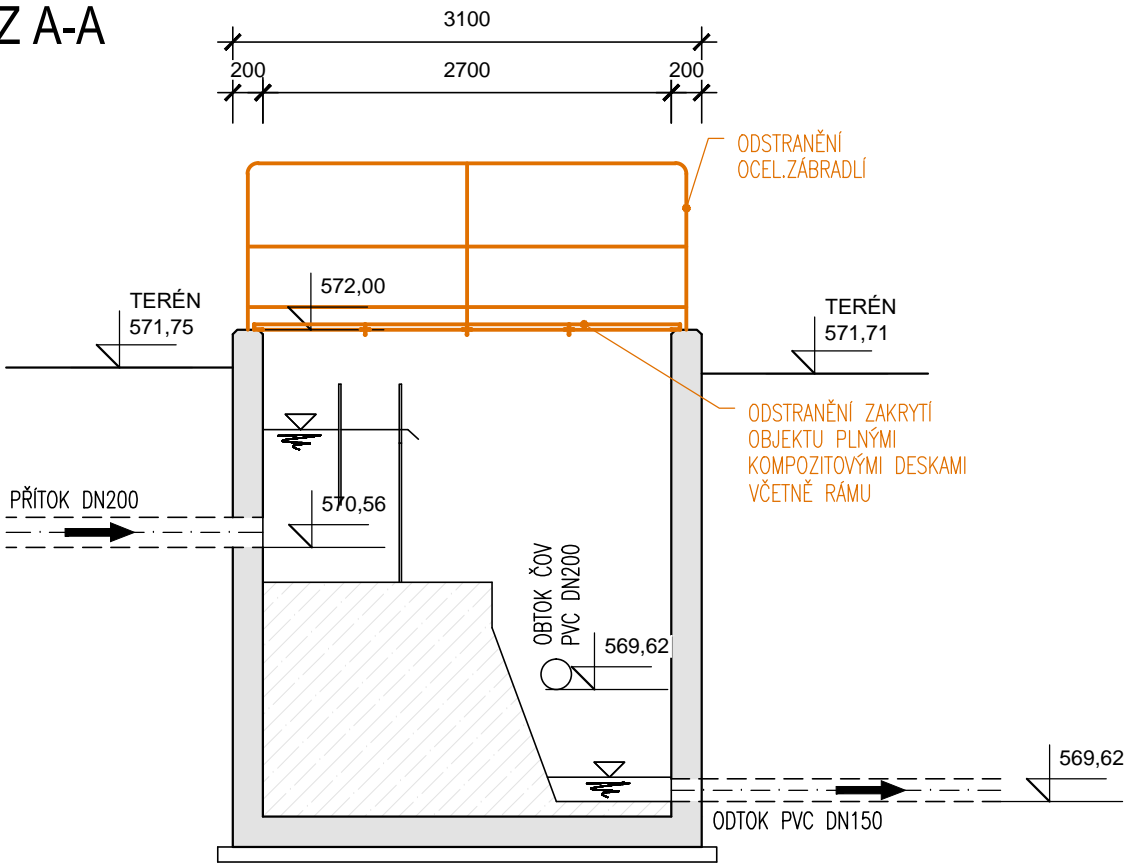 Z A-A
3100
200
2700
200
ODSTRANĚNÍ
OCEL.ZÁBRADLÍ
572,00
TERÉN
571,75
TERÉN
571,71
ODSTRANĚNÍ ZAKRYTÍ
OBJEKTU PLNÝMI
KOMPOZITOVÝMI DESKAMI
VČETNĚ RÁMU
PŘÍTOK DN200
570,56
OBTOK ČOV
PVC DN200
569,62
569,62
ODTOK PVC DN150